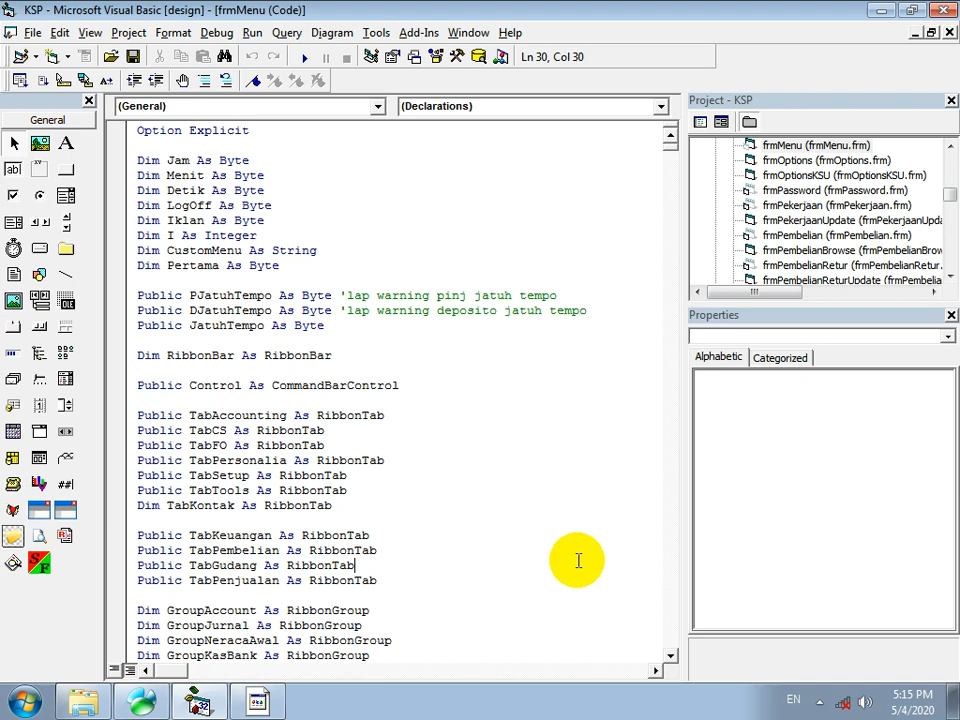 KSP - Microsoft Visual Basic [design] - [frmMenu (Code)]
File Edit View Project Format Debug Run Query Diagram Tools Add-Ins Window Help
Ln 30, Col 30
General
(General) (Declarations)
Option Explicit
Dim Jam As Byte
Dim Menit As Byte
Dim Detik As Byte
Dim LogOff As Byte
Dim Iklan As Byte
Dim I As Integer
Dim CustomMenu As String
Dim Pertama As Byte
Public PJatuhTempo As Byte 'lap warning pinj jatuh tempo
Public DJatuhTempo As Byte 'lap warning deposito jatuh tempo
Public JatuhTempo As Byte
Dim RibbonBar As RibbonBar
Public Control As CommandBarControl
Public TabAccounting As RibbonTab
Public TabCS As RibbonTab
Public TabFO As RibbonTab
Public TabPersonalia As RibbonTab
Public TabSetup As RibbonTab
Public TabTools As RibbonTab
Dim TabKontak As RibbonTab
Public TabKeuangan As RibbonTab
Public TabPembelian As RibbonTab
Public TabGudang As RibbonTab
Public TabPenjualan As RibbonTab
Dim GroupAccount As RibbonGroup
Dim GroupJurnal As RibbonGroup
Dim GroupNeracaAwal As RibbonGroup
Dim GroupKasBank As RibbonGroup
Project - KSP
frmMenu (frmMenu.frm)
frmOptions (frmOptions.frm)
frmOptionsKSU (frmOptionsKSU.frm)
frmPassword (frmPassword.frm)
frmPekerjaan (frmPekerjaan.frm)
frmPekerjaanUpdate (frmPekerjaanUpda
frmPembelian (frmPembelian.frm)
frmPembelianBrowse (frmPembelianBrow
frmPembelianRetur (frmPembelianRetur.
frmPembelianReturUpdate (frmPembelia
Properties
Alphabetic Categorized
EN
5:15 PM
5/4/2020